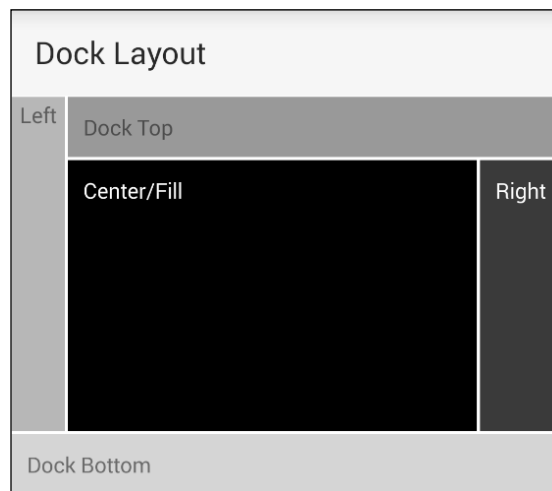 Dock Layout
Left
Dock Top
Center/Fill
Right
Dock Bottom